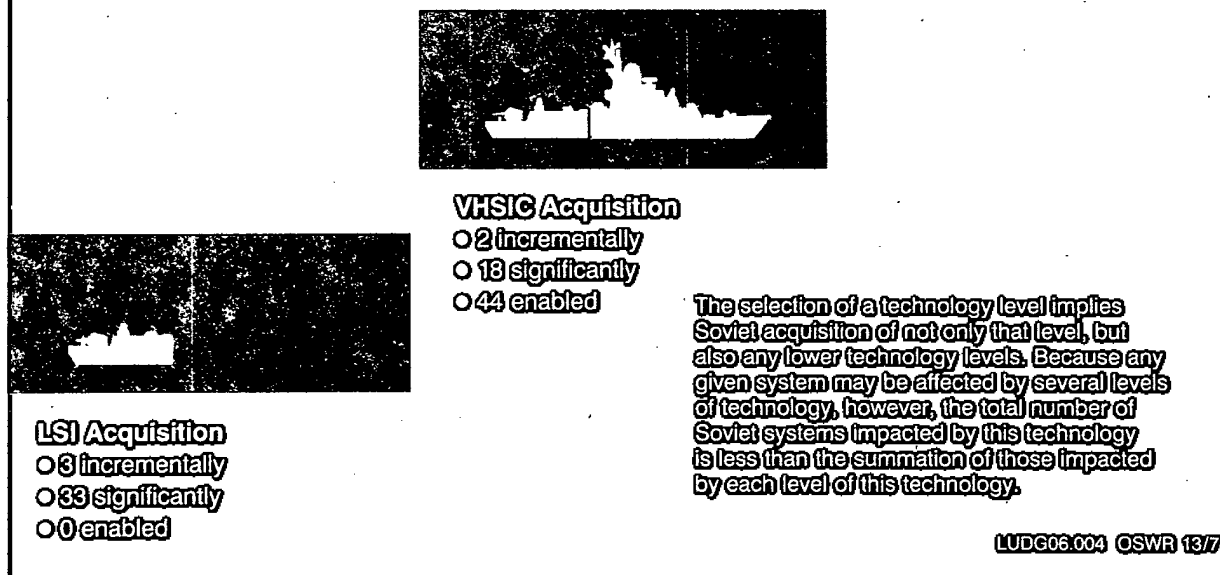 VHSIC Acquisition
○ 2 incrementally
○ 18 significantly
○ 44 enabled
LSI Acquisition
○ 3 incrementally
○ 33 significantly
○ 0 enabled
The selection of a technology level implies
Soviet acquisition of not only that level, but
also any lower technology levels. Because any
given system may be affected by several levels
of technology, however, the total number of
Soviet systems impacted by this technology
is less than the summation of those impacted
by each level of this technology.
LUDG06.004 OSWR 13/7